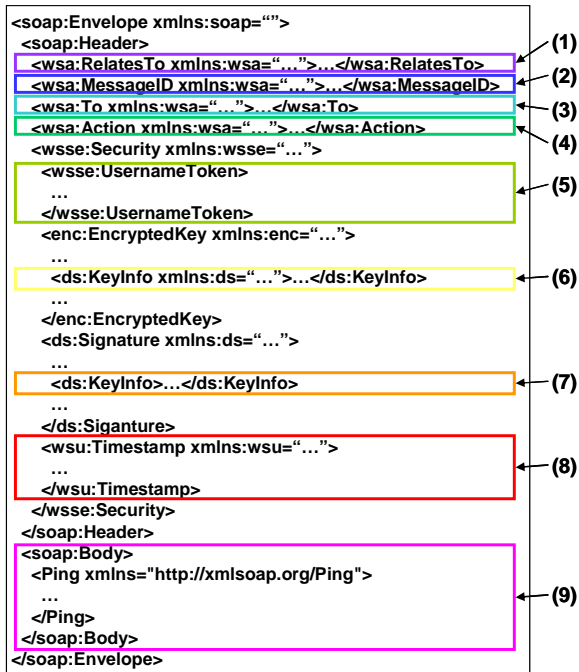 <soap:Envelope xmlns:soap=“”>
<soap:Header>
<wsa:RelatesTo xmlns:wsa=“…”>…</wsa:RelatesTo> (1)
<wsa:MessageID xmlns:wsa=“…”>…</wsa:MessageID> (2)
<wsa:To xmlns:wsa=“…”>…</wsa:To> (3)
<wsa:Action xmlns:wsa=“…”>…</wsa:Action> (4)
<wsse:Security xmlns:wsse=“…”>
<wsse:UsernameToken> (5)
…
</wsse:UsernameToken>
<enc:EncryptedKey xmlns:enc=“…”>
…
<ds:KeyInfo xmlns:ds=“…”>…</ds:KeyInfo> (6)
…
</enc:EncryptedKey>
<ds:Signature xmlns:ds=“…”>
…
<ds:KeyInfo>…</ds:KeyInfo> (7)
…
</ds:Siganture>
<wsu:Timestamp xmlns:wsu=“…”>
… (8)
</wsu:Timestamp>
</wsse:Security>
</soap:Header>
<soap:Body>
<Ping xmlns="http://xmlsoap.org/Ping">
… (9)
</Ping>
</soap:Body>
</soap:Envelope>